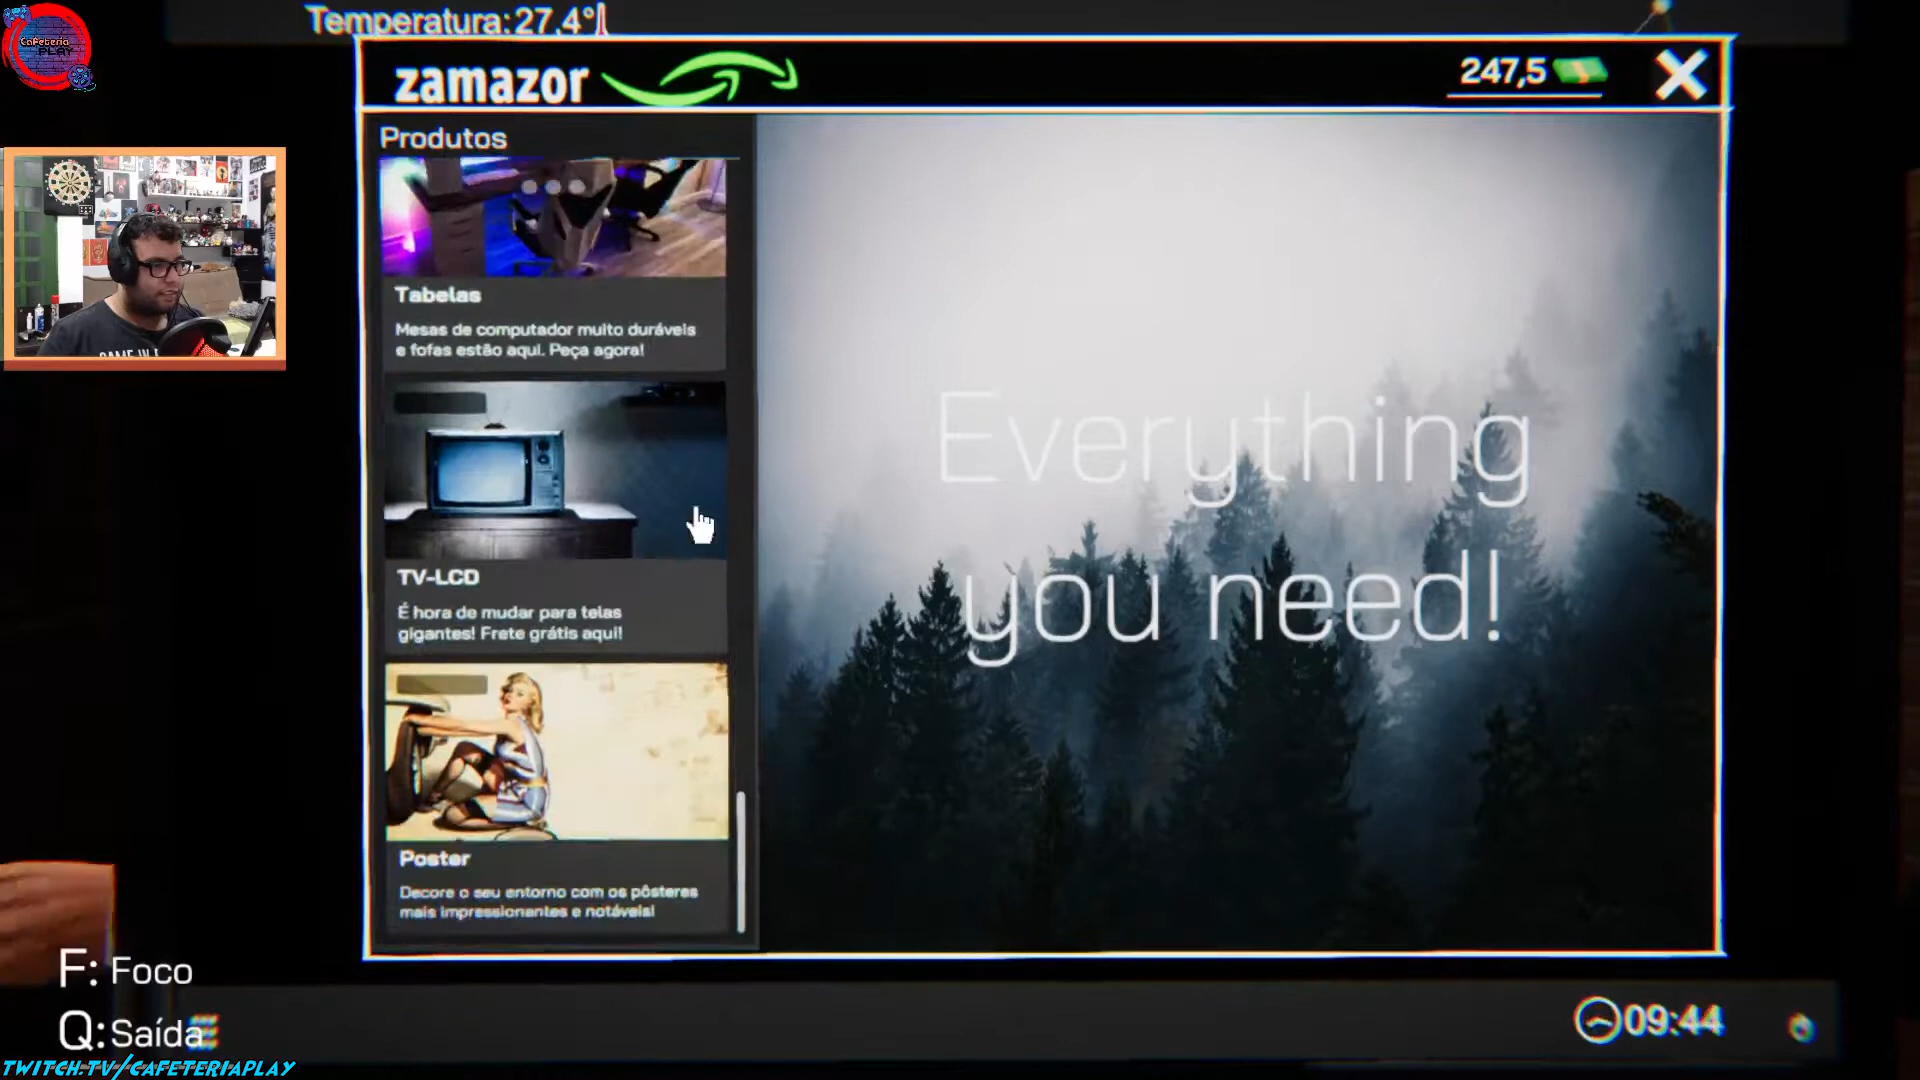 Temperatura: 27,4°
Cafeteria
PLAY
zamazor
247,5
Produtos
Tabelas
Mesas de computador muito duráveis
e fofas estão aqui. Peça agora!
TV-LCD
É hora de mudar para telas
gigantes! Frete grátis aqui!
Poster
Decore o seu entorno com os pôsteres
mais impressionantes e notáveis!
Everything
you need!
F: Foco
Q: Saída
09:44
TWITCH.TV/CAFETERIAPLAY